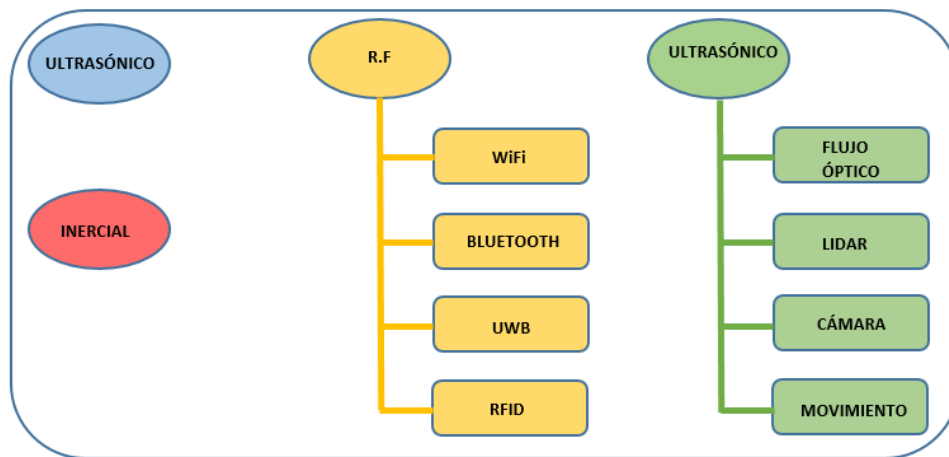 ULTRASÓNICO
INERCIAL
R.F
WiFi
BLUETOOTH
UWB
RFID
ULTRASÓNICO
FLUJO
ÓPTICO
LIDAR
CÁMARA
MOVIMIENTO